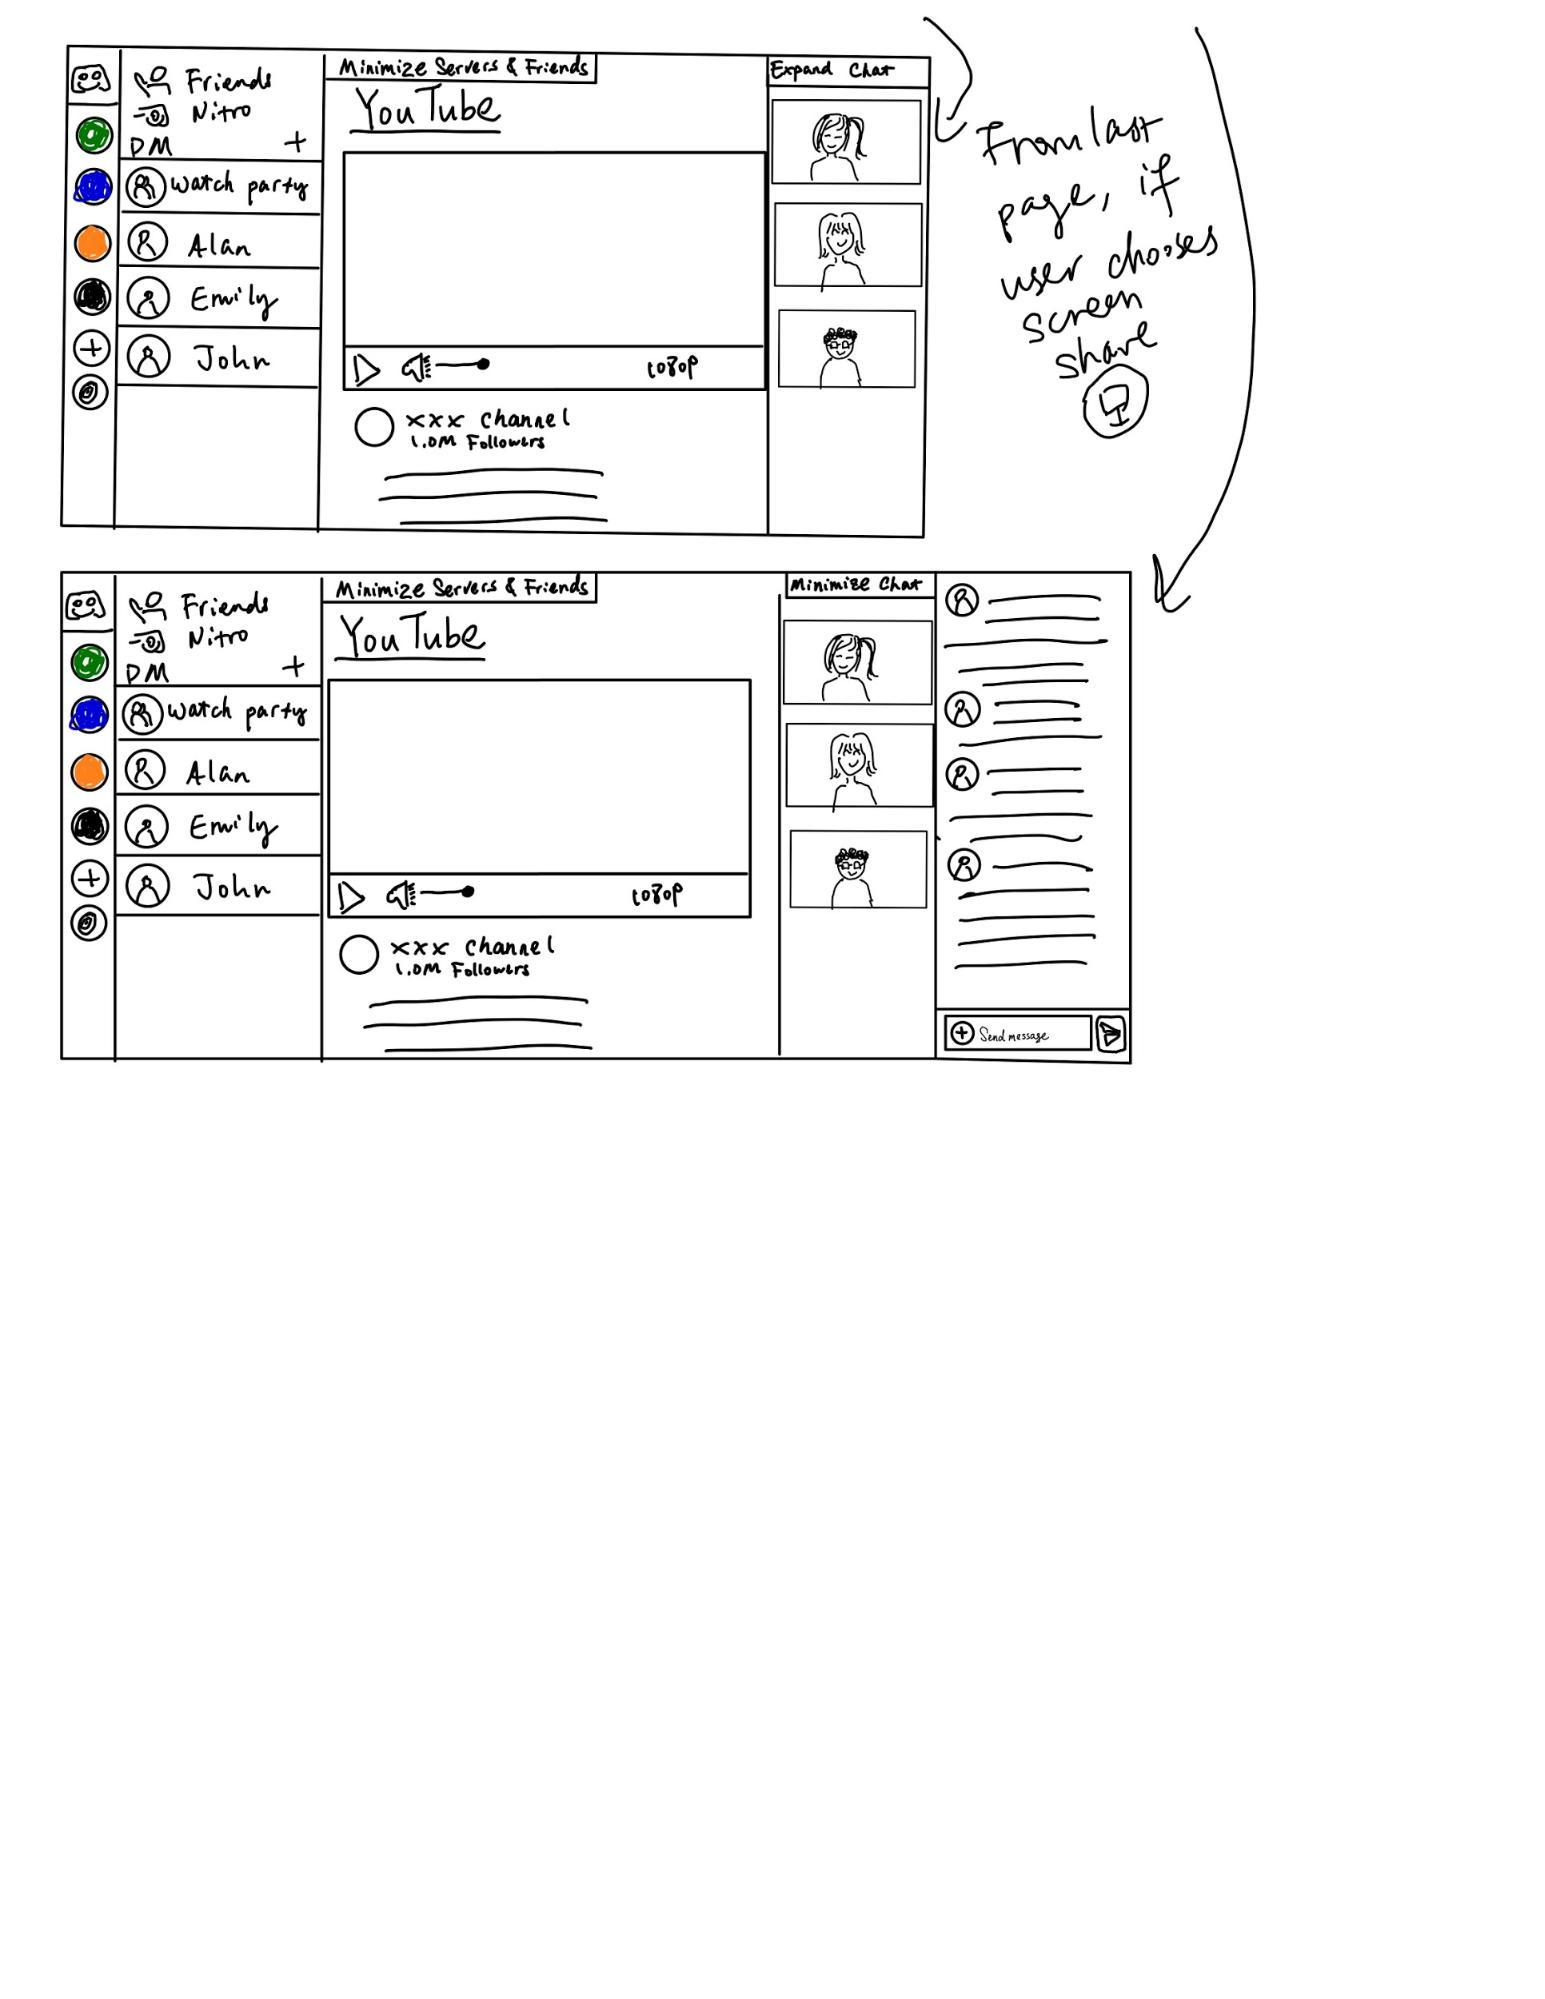 Minimize Servers & Friends
Expand Chat
Friends
Nitro
DM +
YouTube
Watch party
Alan
Emily
John
1080p
xxx Channel
1.0M Followers
From last
page, if
user chooses
screen
share
Minimize Servers & Friends
Minimize Chat
Friends
Nitro
DM +
YouTube
Watch party
Alan
Emily
John
1080p
xxx Channel
1.0M Followers
Send message